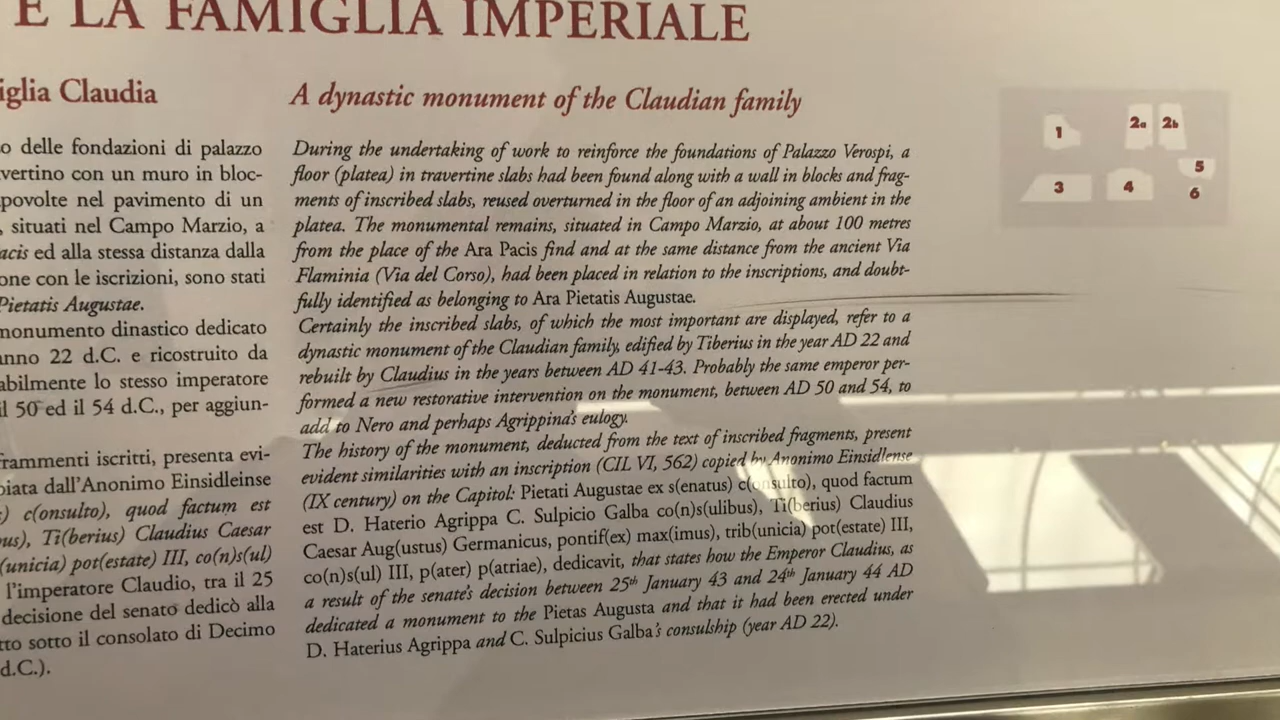 E LA FAMIGLIA IMPERIALE
iglia Claudia
o delle fondazioni di palazzo
vertino con un muro in bloc-
povolte nel pavimento di un
, situati nel Campo Marzio, a
acis ed alla stessa distanza dalla
one con le iscrizioni, sono stati
Pietatis Augustae.
monumento dinastico dedicato
anno 22 d.C. e ricostruito da
abilmente lo stesso imperatore
il 50 ed il 54 d.C., per aggiun-
frammenti iscritti, presenta evi-
piata dall'Anonimo Einsidleinse
) c(onsulto), quod factum est
us), Ti(berius) Claudius Caesar
(unicia) pot(estate) III, co(n)s(ul)
l'imperatore Claudio, tra il 25
decisione del senato dedicò alla
tto sotto il consolato di Decimo
d.C.).
A dynastic monument of the Claudian family
During the undertaking of work to reinforce the foundations of Palazzo Verospi, a
floor (platea) in travertine slabs had been found along with a wall in blocks and frag-
ments of inscribed slabs, reused overturned in the floor of an adjoining ambient in the
platea. The monumental remains, situated in Campo Marzio, at about 100 metres
from the place of the Ara Pacis find and at the same distance from the ancient Via
Flaminia (Via del Corso), had been placed in relation to the inscriptions, and doubt-
fully identified as belonging to Ara Pietatis Augustae.
Certainly the inscribed slabs, of which the most important are displayed, refer to a
dynastic monument of the Claudian family, edified by Tiberius in the year AD 22 and
rebuilt by Claudius in the years between AD 41-43. Probably the same emperor per-
formed a new restorative intervention on the monument, between AD 50 and 54, to
add to Nero and perhaps Agrippina's eulogy.
The history of the monument, deducted from the text of inscribed fragments, present
evident similarities with an inscription (CIL VI, 562) copied by Anonimo Einsidlense
(IX century) on the Capitol: Pietati Augustae ex s(enatus) c(onsulto), quod factum
est D. Haterio Agrippa C. Sulpicio Galba co(n)s(ulibus), Ti(berius) Claudius
Caesar Aug(ustus) Germanicus, pontif(ex) max(imus), trib(unicia) pot(estate) III,
co(n)s(ul) III, p(ater) p(atriae), dedicavit, that states how the Emperor Claudius, as
a result of the senate's decision between 25th January 43 and 24th January 44 AD
dedicated a monument to the Pietas Augusta and that it had been erected under
D. Haterius Agrippa and C. Sulpicius Galba's consulship (year AD 22).
1 2a 2b
5
3 4 6